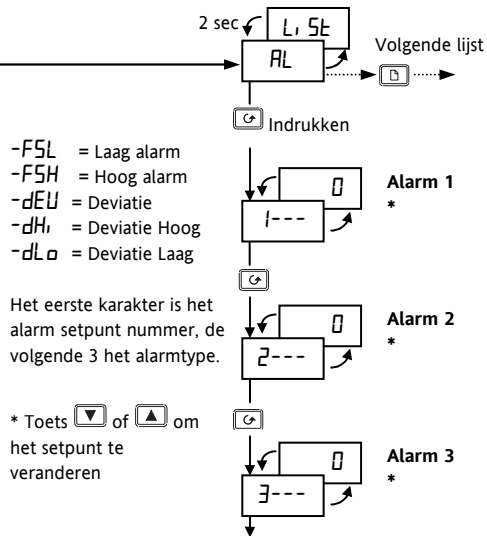 2 sec
L, St
AL
Volgende lijst
Indrukken
-FSL = Laag alarm
-FSH = Hoog alarm
-dEU = Deviatie
-dHi = Deviatie Hoog
-dLo = Deviatie Laag
0
1---
Alarm 1
*
Het eerste karakter is het
alarm setpunt nummer, de
volgende 3 het alarmtype.
0
2---
Alarm 2
*
* Toets ▼ of ▲ om
het setpunt te
veranderen
0
3---
Alarm 3
*